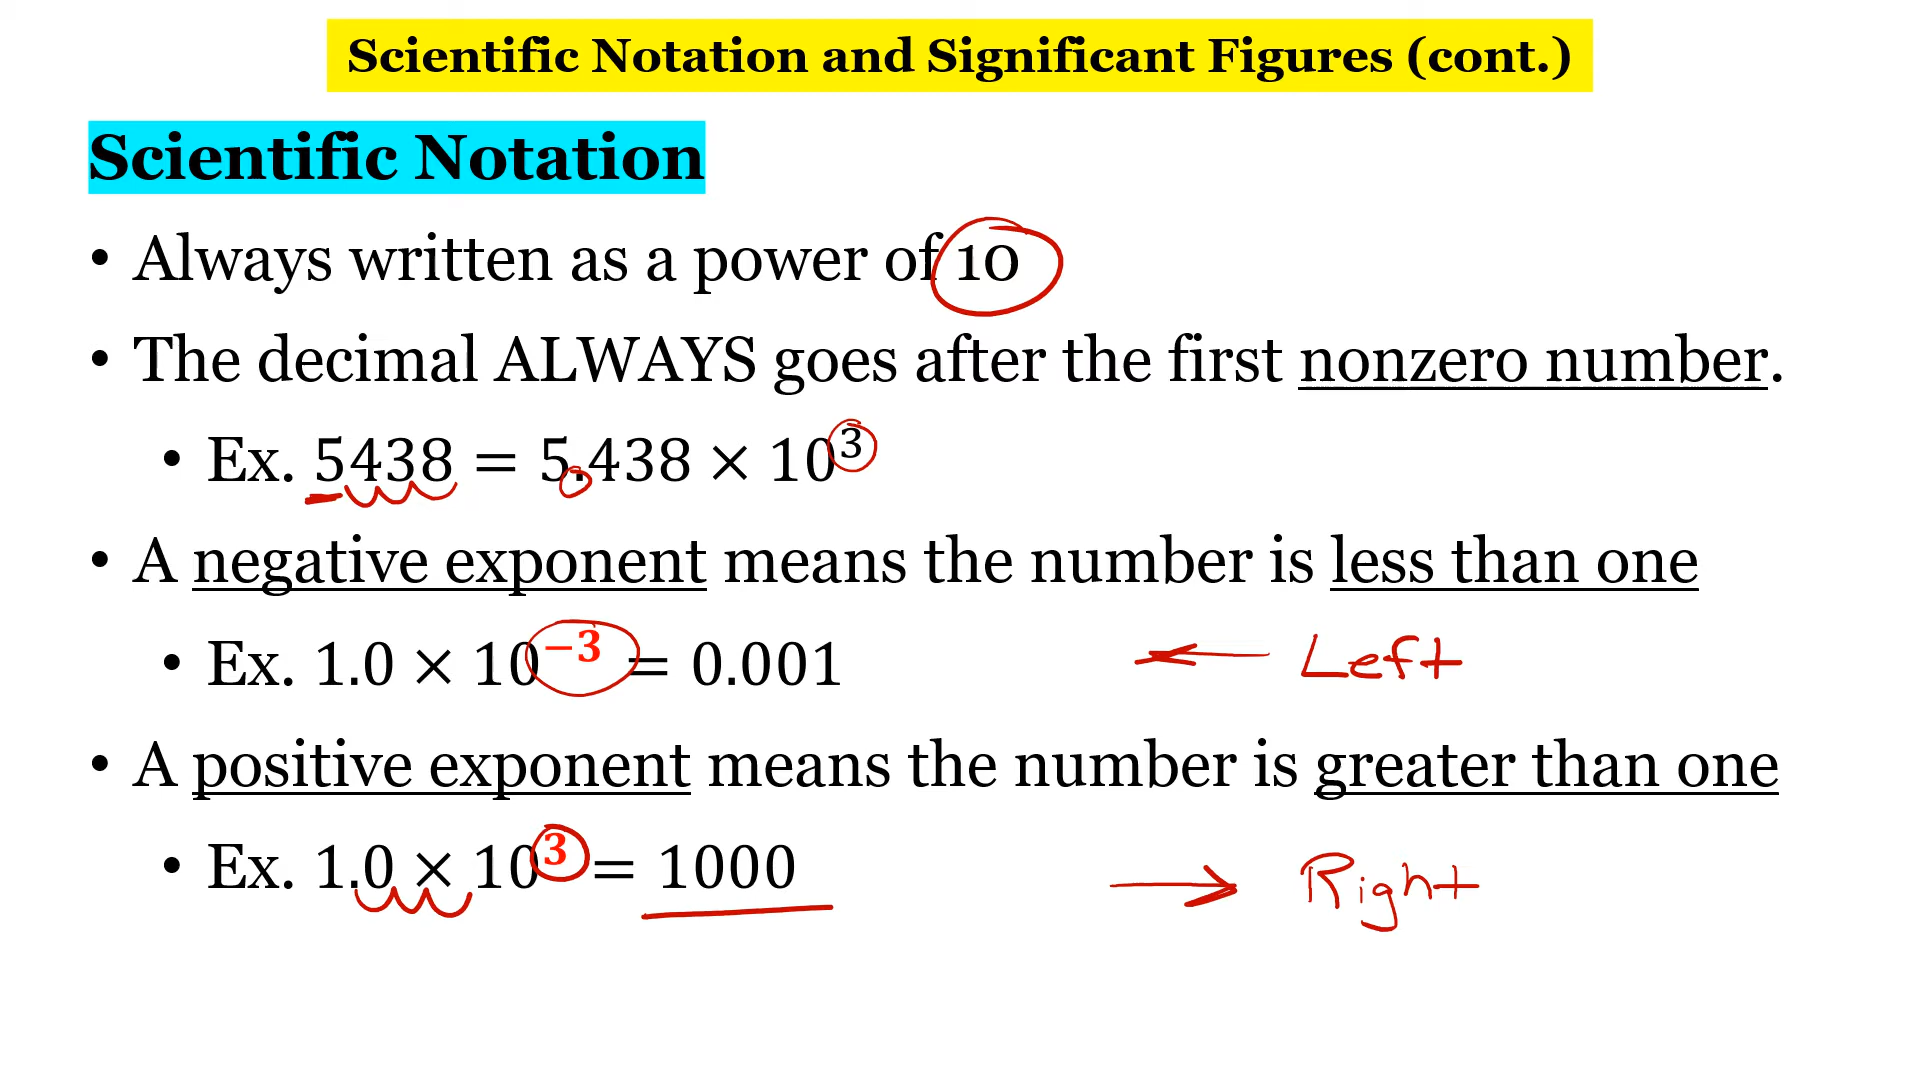 Scientific Notation and Significant Figures (cont.)
Scientific Notation
• Always written as a power of 10
• The decimal ALWAYS goes after the first nonzero number.
• Ex. 5438 = 5.438 × 10³
• A negative exponent means the number is less than one
• Ex. 1.0 × 10⁻³ = 0.001
Left
• A positive exponent means the number is greater than one
• Ex. 1.0 × 10³ = 1000
Right